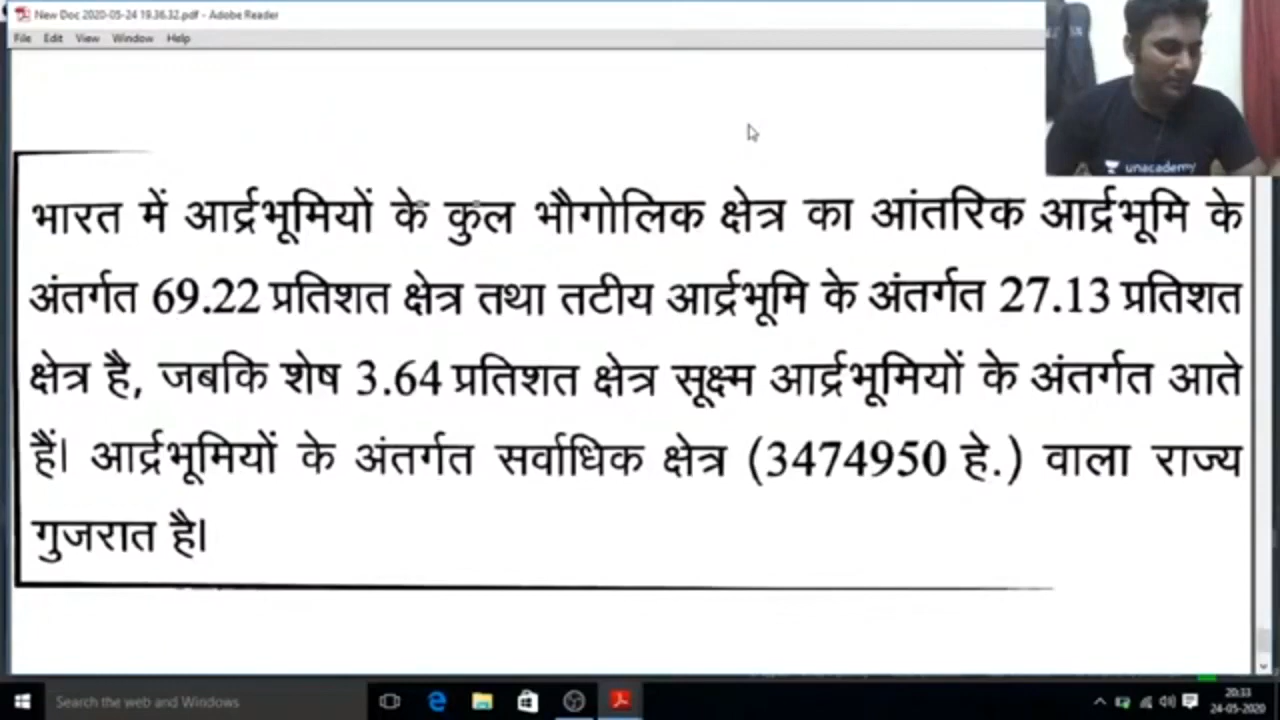 New Doc 2020-05-24 19.36.32.pdf - Adobe Reader
File Edit View Window Help
unacademy
भारत में आर्द्रभूमियों के कुल भौगोलिक क्षेत्र का आंतरिक आर्द्रभूमि के
अंतर्गत 69.22 प्रतिशत क्षेत्र तथा तटीय आर्द्रभूमि के अंतर्गत 27.13 प्रतिशत
क्षेत्र है, जबकि शेष 3.64 प्रतिशत क्षेत्र सूक्ष्म आर्द्रभूमियों के अंतर्गत आते
हैं। आर्द्रभूमियों के अंतर्गत सर्वाधिक क्षेत्र (3474950 हे.) वाला राज्य
गुजरात है।
Search the web and Windows
20:33
24-05-2020